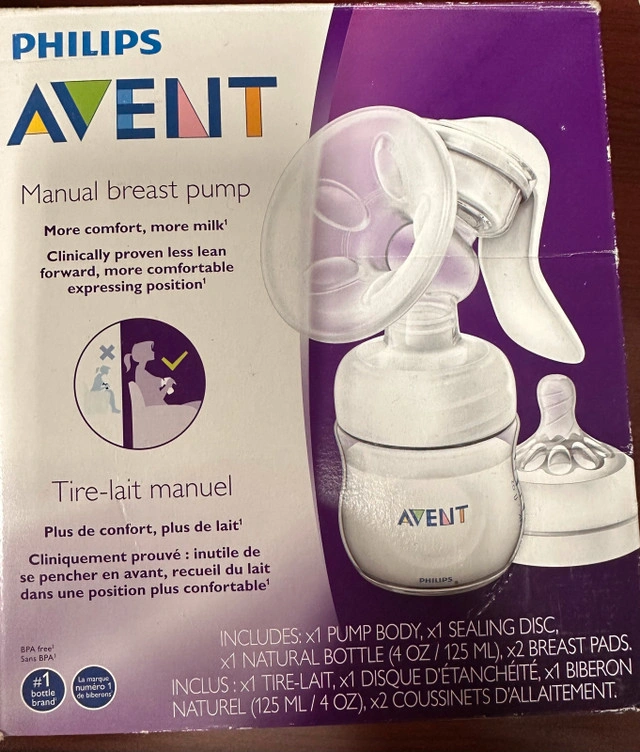 PHILIPS
AVENT
Manual breast pump
More comfort, more milk¹
Clinically proven less lean
forward, more comfortable
expressing position¹
Tire-lait manuel
Plus de confort, plus de lait¹
Cliniquement prouvé : inutile de
se pencher en avant, recueil du lait
dans une position plus confortable¹
AVENT
PHILIPS
BPA free²
Sans BPA²
#1
bottle
brand
La marque
numéro 1
de biberons
INCLUDES: x1 PUMP BODY, x1 SEALING DISC,
x1 NATURAL BOTTLE (4 OZ / 125 ML), x2 BREAST PADS.
INCLUS : x1 TIRE-LAIT, x1 DISQUE D'ÉTANCHÉITÉ, x1 BIBERON
NATUREL (125 ML / 4 OZ), x2 COUSSINETS D'ALLAITEMENT.